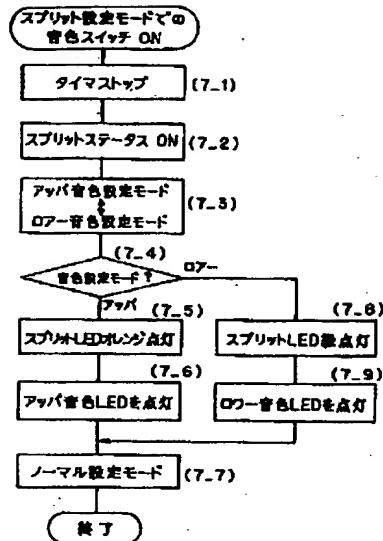 スプリット設定モードでの
音色スイッチ ON
タイマストップ
(7_1)
スプリットステータス ON
(7_2)
アッパ音色設定モード
↕
ロアー音色設定モード
(7_3)
(7_4)
音色設定モード?
ロアー
アッパ
(7_5)
スプリットLEDオレンジ点灯
(7_6)
アッパ音色LEDを点灯
(7_8)
スプリットLED緑点灯
(7_9)
ロワー音色LEDを点灯
ノーマル設定モード
(7_7)
終了